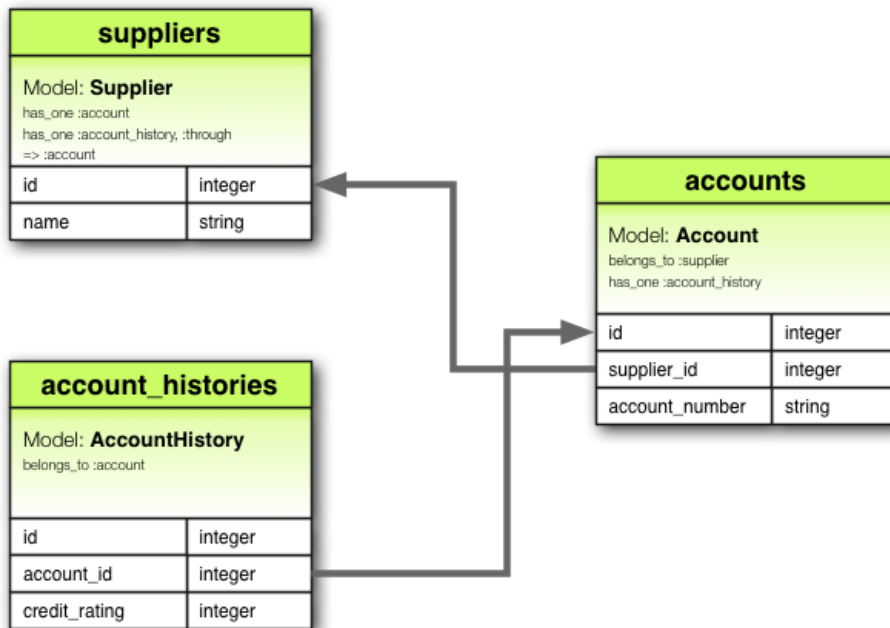 suppliers
Model: Supplier
has_one :account
has_one :account_history, :through
=> :account
id integer
name string
accounts
Model: Account
belongs_to :supplier
has_one :account_history
id integer
supplier_id integer
account_number string
account_histories
Model: AccountHistory
belongs_to :account
id integer
account_id integer
credit_rating integer